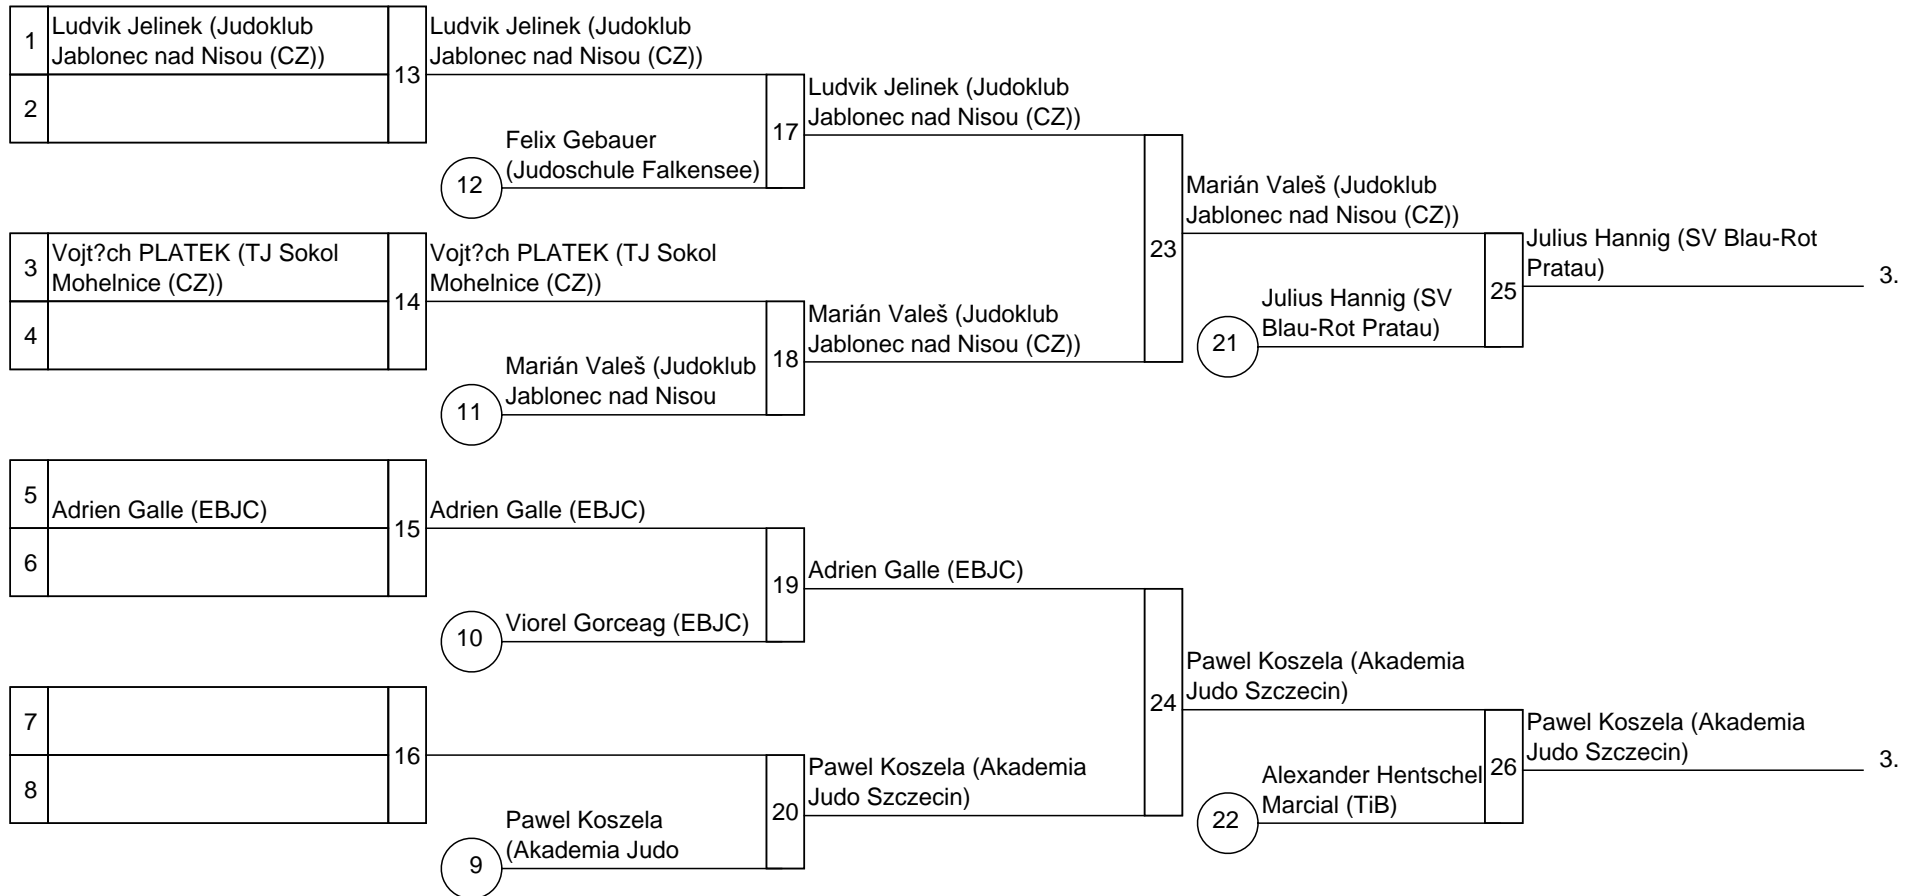 1
Ludvik Jelinek (Judoklub
Jablonec nad Nisou (CZ))
2
13
Ludvik Jelinek (Judoklub
Jablonec nad Nisou (CZ))
Felix Gebauer
(Judoschule Falkensee)
12
17
Ludvik Jelinek (Judoklub
Jablonec nad Nisou (CZ))
3
Vojt?ch PLATEK (TJ Sokol
Mohelnice (CZ))
4
14
Vojt?ch PLATEK (TJ Sokol
Mohelnice (CZ))
Marián Valeš (Judoklub
Jablonec nad Nisou
11
18
Marián Valeš (Judoklub
Jablonec nad Nisou (CZ))
23
Marián Valeš (Judoklub
Jablonec nad Nisou (CZ))
Julius Hannig (SV
Blau-Rot Pratau)
21
25
Julius Hannig (SV Blau-Rot
Pratau)
3.
5
Adrien Galle (EBJC)
6
15
Adrien Galle (EBJC)
Viorel Gorceag (EBJC)
10
19
Adrien Galle (EBJC)
7
8
16
Pawel Koszela
(Akademia Judo
9
20
Pawel Koszela (Akademia
Judo Szczecin)
24
Pawel Koszela (Akademia
Judo Szczecin)
Alexander Hentschel
Marcial (TiB)
22
26
Pawel Koszela (Akademia
Judo Szczecin)
3.